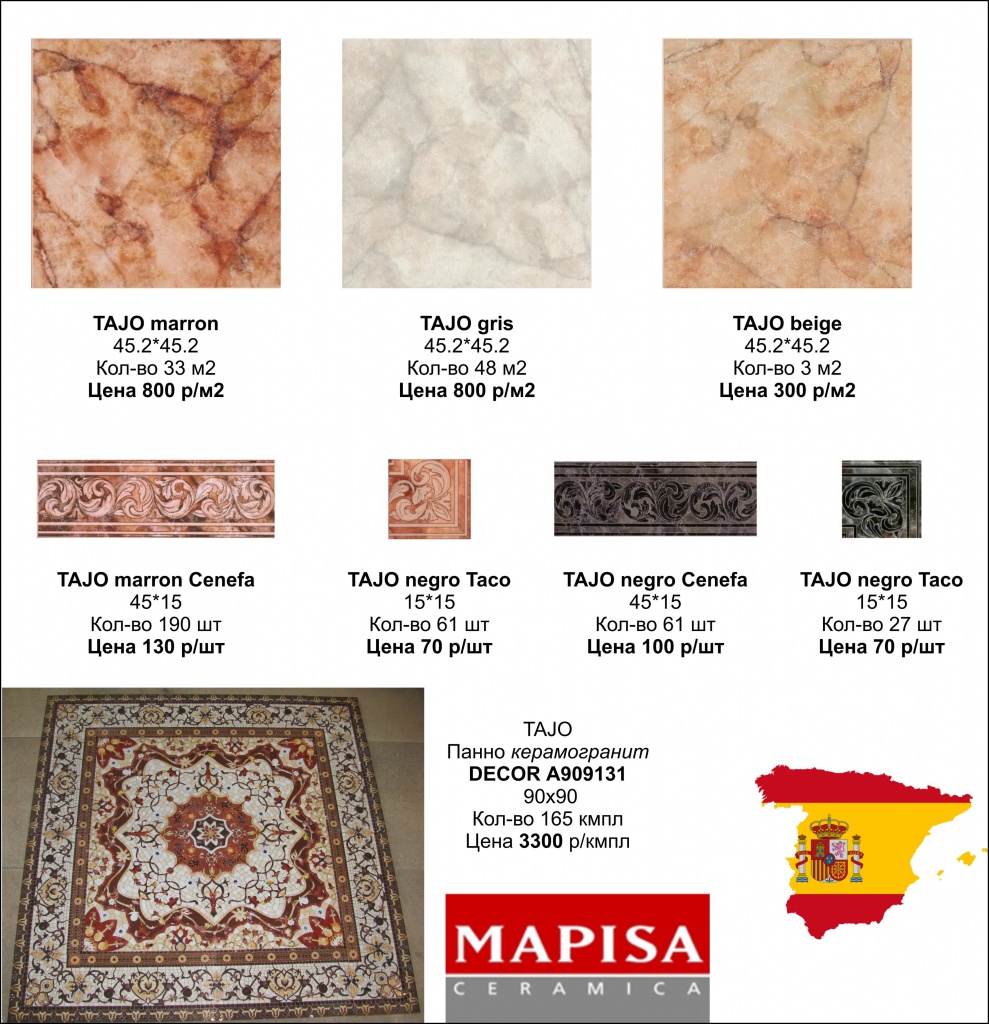 TAJO marron
45.2*45.2
Кол-во 33 м2
Цена 800 р/м2
TAJO gris
45.2*45.2
Кол-во 48 м2
Цена 800 р/м2
TAJO beige
45.2*45.2
Кол-во 3 м2
Цена 300 р/м2
TAJO marron Cenefa
45*15
Кол-во 190 шт
Цена 130 р/шт
TAJO negro Taco
15*15
Кол-во 61 шт
Цена 70 р/шт
TAJO negro Cenefa
45*15
Кол-во 61 шт
Цена 100 р/шт
TAJO negro Taco
15*15
Кол-во 27 шт
Цена 70 р/шт
TAJO
Панно керамогранит
DECOR A909131
90x90
Кол-во 165 кмпл
Цена 3300 р/кмпл
MAPISA
CERAMICA